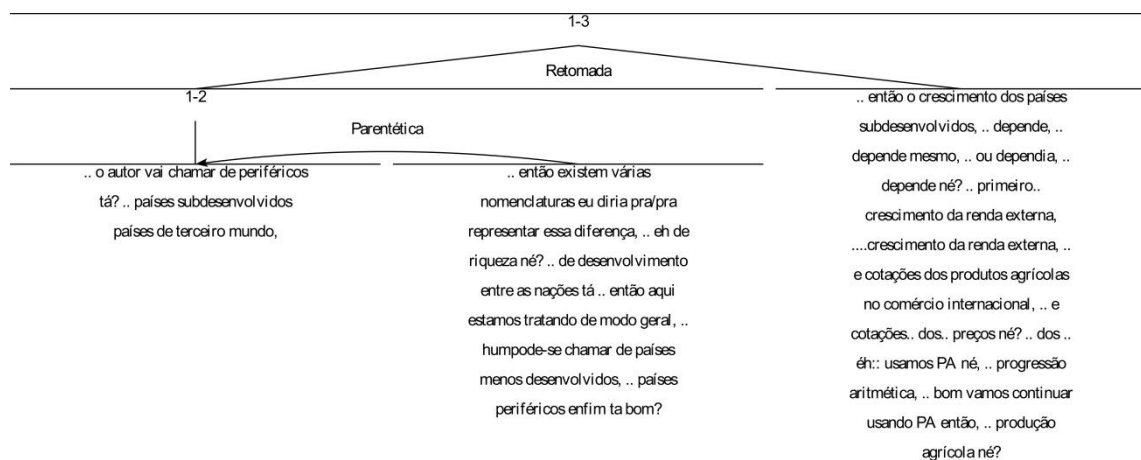 1-3
Retomada
1-2
Parentética
.. o autor vai chamar de periféricos
tá? .. países subdesenvolvidos
países de terceiro mundo,
.. então existem várias
nomenclaturas eu diria pra/pra
representar essa diferença, .. eh de
riqueza né? .. de desenvolvimento
entre as nações tá .. então aqui
estamos tratando de modo geral, ..
humpode-se chamar de países
menos desenvolvidos, .. países
periféricos enfim ta bom?
.. então o crescimento dos países
subdesenvolvidos, .. depende, ..
depende mesmo, .. ou dependia, ..
depende né? .. primeiro..
crescimento da renda externa,
....crescimento da renda externa, ..
e cotações dos produtos agrícolas
no comércio internacional, .. e
cotações.. dos.. preços né? .. dos ..
éh:: usamos PA né, .. progressão
aritmética, .. bom vamos continuar
usando PA então, .. produção
agrícola né?